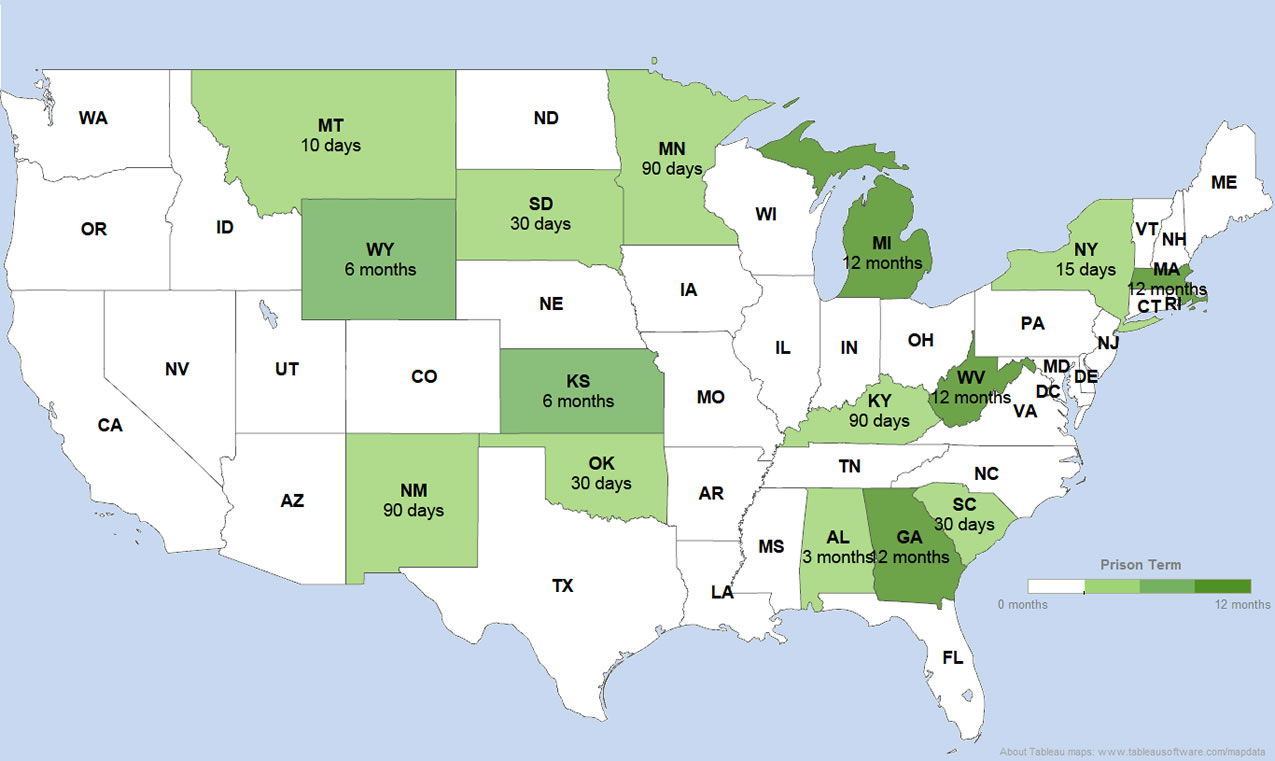 WA
MT
10 days
ND
MN
90 days
ME
OR
ID
WY
6 months
SD
30 days
WI
MI
12 months
NY
15 days
VT
NH
MA
12 months
CT
RI
NV
UT
CO
NE
IA
IL
IN
OH
PA
NJ
CA
KS
6 months
MO
KY
90 days
WV
12 months
MD
DE
DC
VA
AZ
NM
90 days
OK
30 days
AR
TN
NC
SC
30 days
MS
AL
3 months
GA
12 months
TX
LA
FL
Prison Term
0 months
12 months
About Tableau maps: www.tableausoftware.com/mapdata